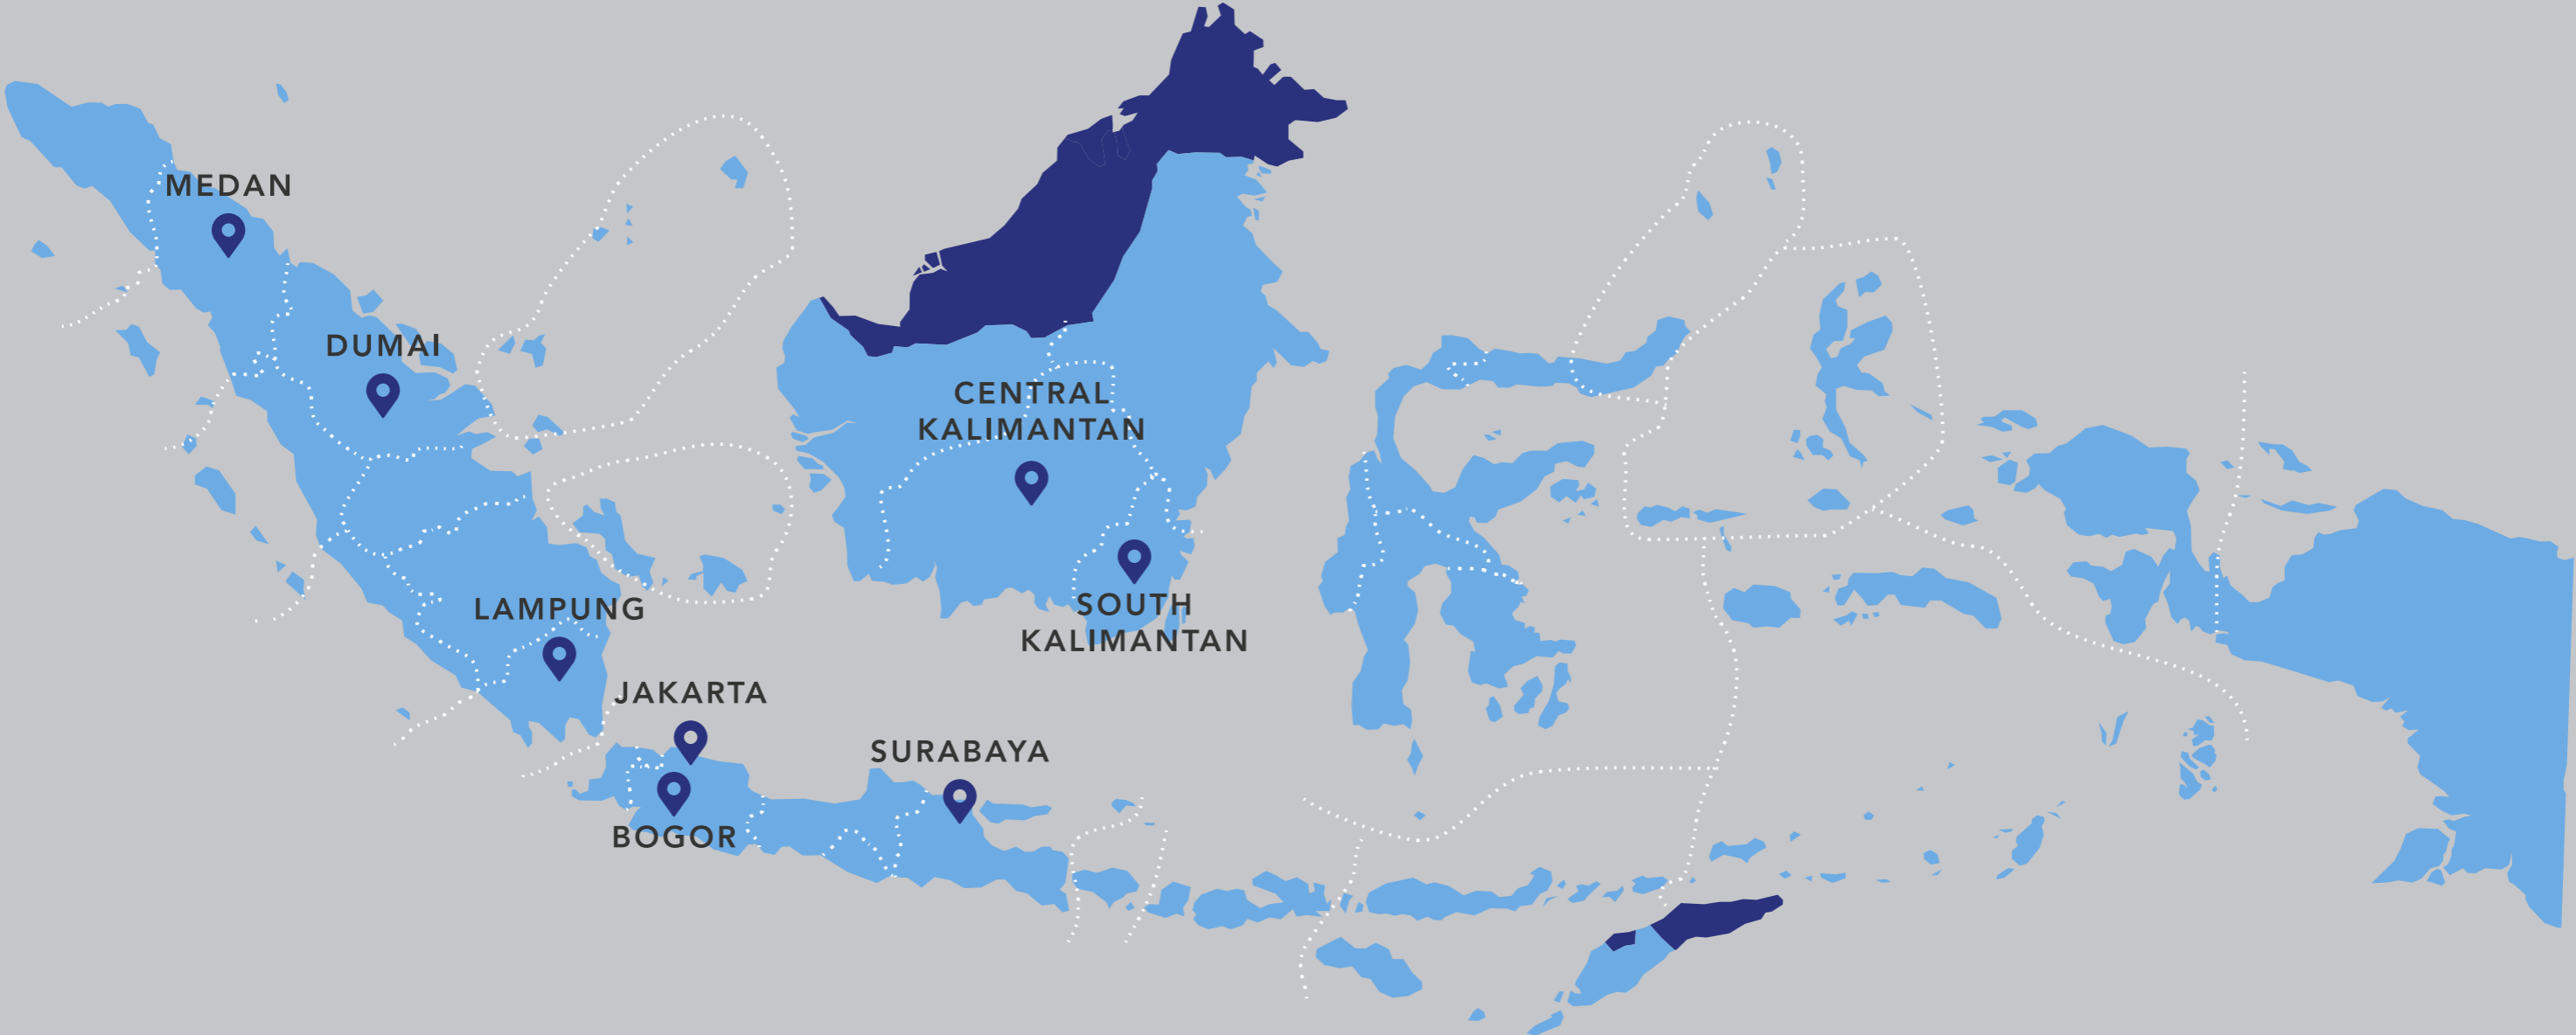 MEDAN
DUMAI
CENTRAL
KALIMANTAN
LAMPUNG
SOUTH
KALIMANTAN
JAKARTA
SURABAYA
BOGOR